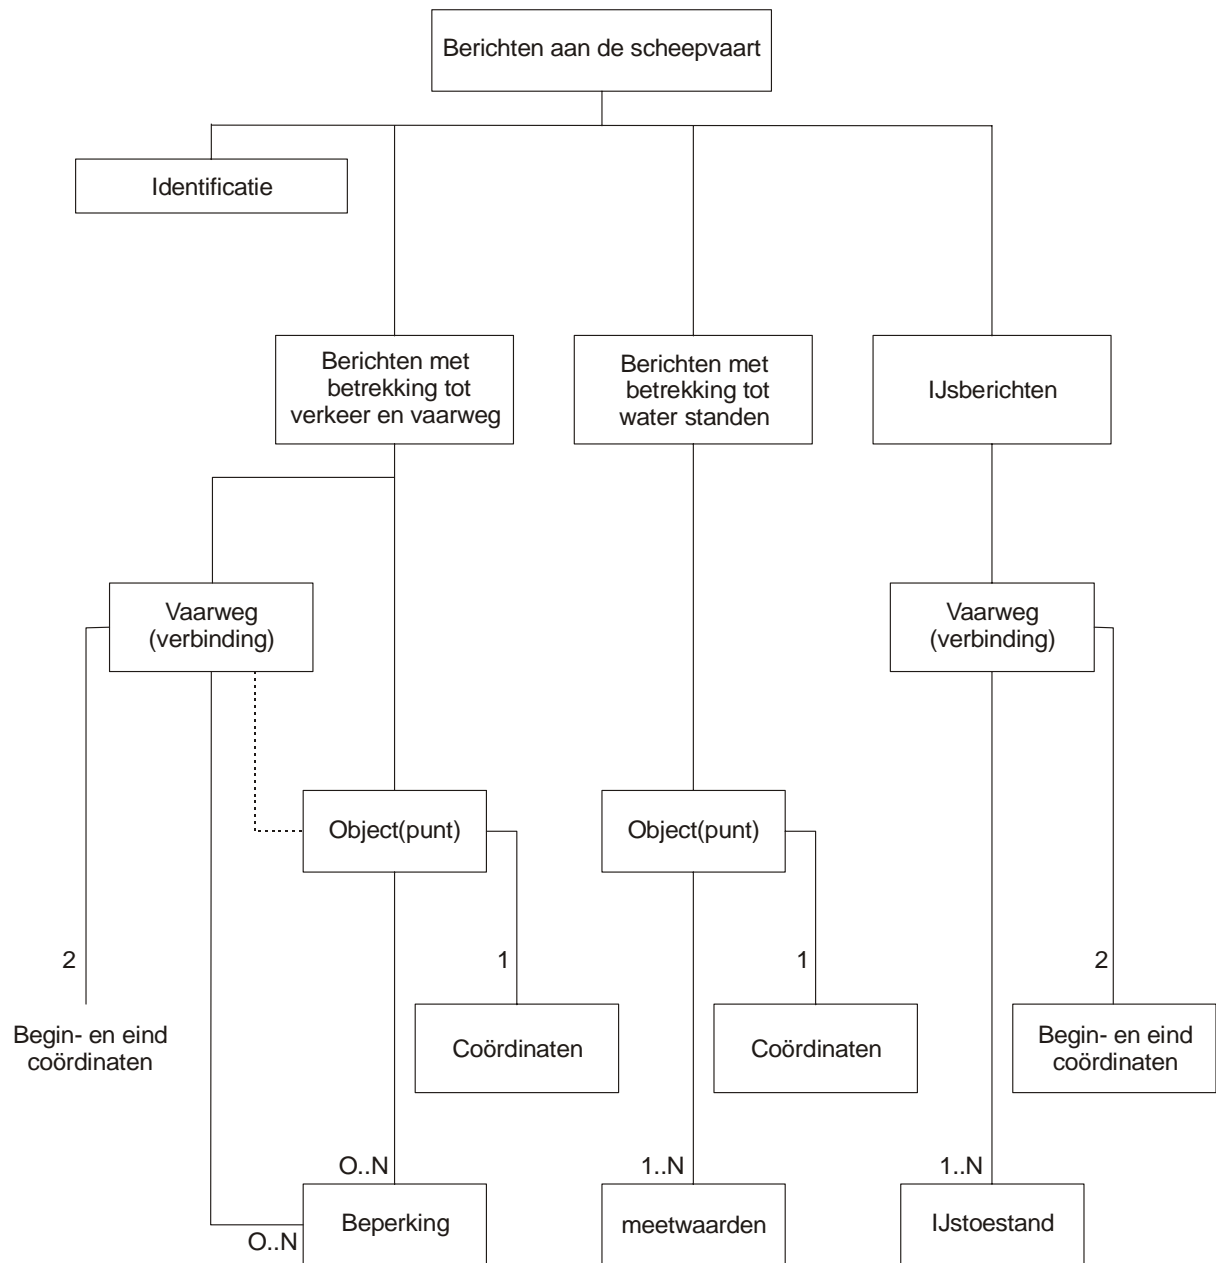 Berichten aan de scheepvaart
Identificatie
Berichten met
betrekking tot
verkeer en vaarweg
Berichten met
betrekking tot
water standen
IJsberichten
Vaarweg
(verbinding)
Vaarweg
(verbinding)
Object(punt)
Object(punt)
2
1
1
2
Begin- en eind
coördinaten
Coördinaten
Coördinaten
Begin- en eind
coördinaten
O..N
1..N
1..N
O..N
Beperking
meetwaarden
IJstoestand